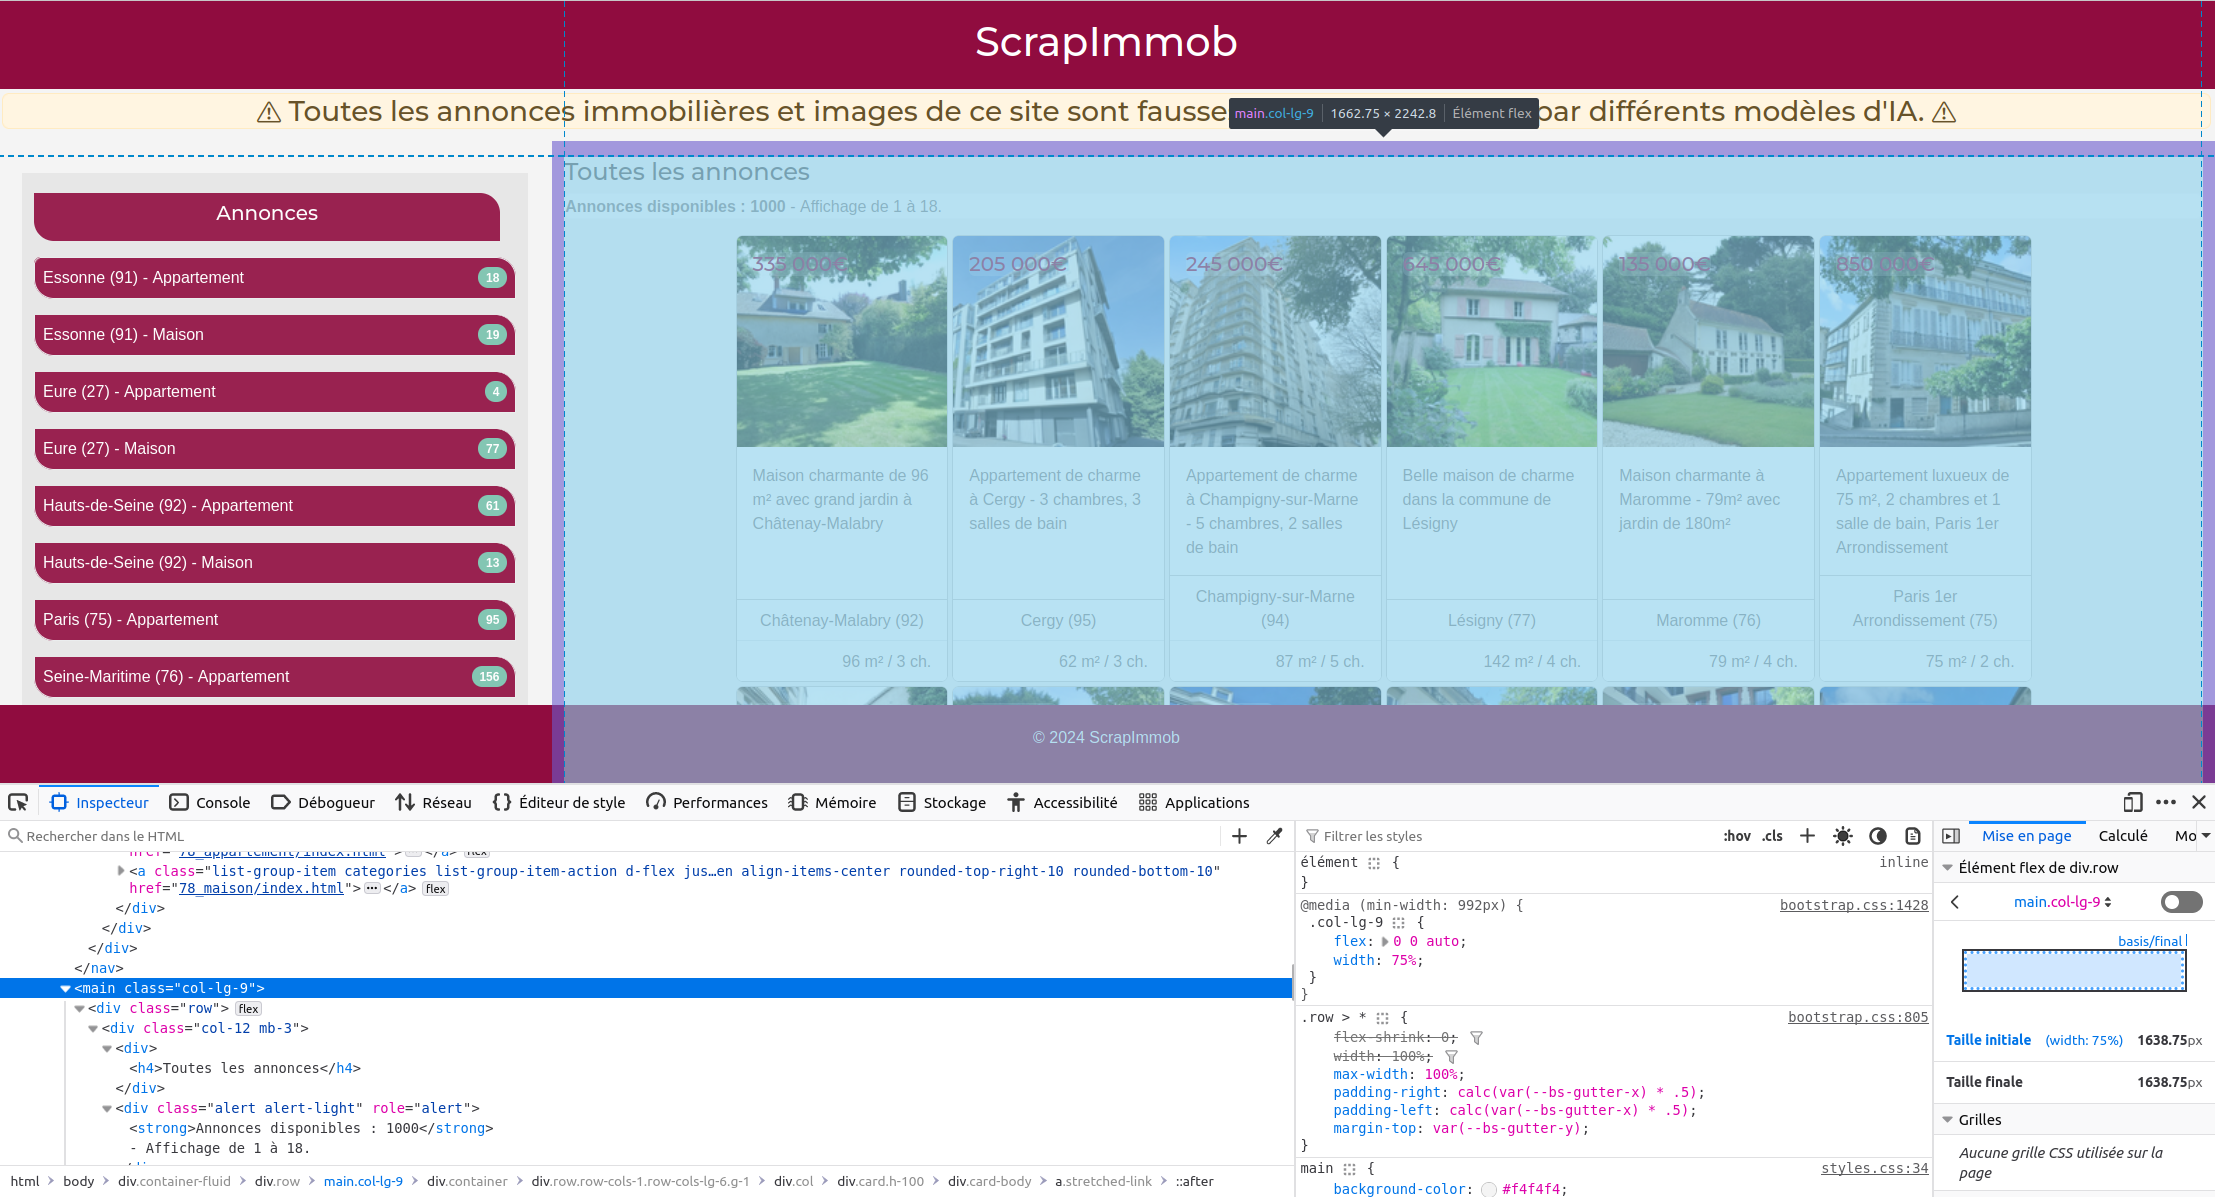 ScrapImmob
⚠ Toutes les annonces immobilières et images de ce site sont fausse
par différents modèles d'IA. ⚠
main.col-lg-9 | 1662.75 × 2242.8 | Élément flex
Annonces
Essonne (91) - Appartement 18
Essonne (91) - Maison 19
Eure (27) - Appartement 4
Eure (27) - Maison 77
Hauts-de-Seine (92) - Appartement 61
Hauts-de-Seine (92) - Maison 13
Paris (75) - Appartement 95
Seine-Maritime (76) - Appartement 156
Toutes les annonces
Annonces disponibles : 1000 - Affichage de 1 à 18.
335 000€
Maison charmante de 96
m² avec grand jardin à
Châtenay-Malabry
Châtenay-Malabry (92)
96 m² / 3 ch.
205 000€
Appartement de charme
à Cergy - 3 chambres, 3
salles de bain
Cergy (95)
62 m² / 3 ch.
245 000€
Appartement de charme
à Champigny-sur-Marne
- 5 chambres, 2 salles
de bain
Champigny-sur-Marne
(94)
87 m² / 5 ch.
645 000€
Belle maison de charme
dans la commune de
Lésigny
Lésigny (77)
142 m² / 4 ch.
135 000€
Maison charmante à
Maromme - 79m² avec
jardin de 180m²
Maromme (76)
79 m² / 4 ch.
850 000€
Appartement luxueux de
75 m², 2 chambres et 1
salle de bain, Paris 1er
Arrondissement
Paris 1er
Arrondissement (75)
75 m² / 2 ch.
© 2024 ScrapImmob
Inspecteur Console Débogueur Réseau {} Éditeur de style Performances Mémoire Stockage Accessibilité Applications
Rechercher dans le HTML
href="78_appartement/index.html"> </a> flex
<a class="list-group-item categories list-group-item-action d-flex jus…en align-items-center rounded-top-right-10 rounded-bottom-10"
href="78_maison/index.html"> </a> flex
</div>
</div>
</div>
</nav>
<main class="col-lg-9">
<div class="row"> flex
<div class="col-12 mb-3">
<div>
<h4>Toutes les annonces</h4>
</div>
<div class="alert alert-light" role="alert">
<strong>Annonces disponibles : 1000</strong>
- Affichage de 1 à 18.
</div>
html > body > div.container-fluid > div.row > main.col-lg-9 > div.container > div.row.row-cols-1.row-cols-lg-6.g-1 > div.col > div.card.h-100 > div.card-body > a.stretched-link > ::after
Filtrer les styles :hov .cls +
élément { inline
}
@media (min-width: 992px) { bootstrap.css:1428
.col-lg-9 {
flex: 0 0 auto;
width: 75%;
}
}
.row > * { bootstrap.css:805
flex-shrink: 0;
width: 100%;
max-width: 100%;
padding-right: calc(var(--bs-gutter-x) * .5);
padding-left: calc(var(--bs-gutter-x) * .5);
margin-top: var(--bs-gutter-y);
}
main { styles.css:34
background-color: #f4f4f4;
Mise en page Calculé Mo
Élément flex de div.row
main.col-lg-9
basis/final
Taille initiale (width: 75%) 1638.75px
Taille finale 1638.75px
Grilles
Aucune grille CSS utilisée sur la
page